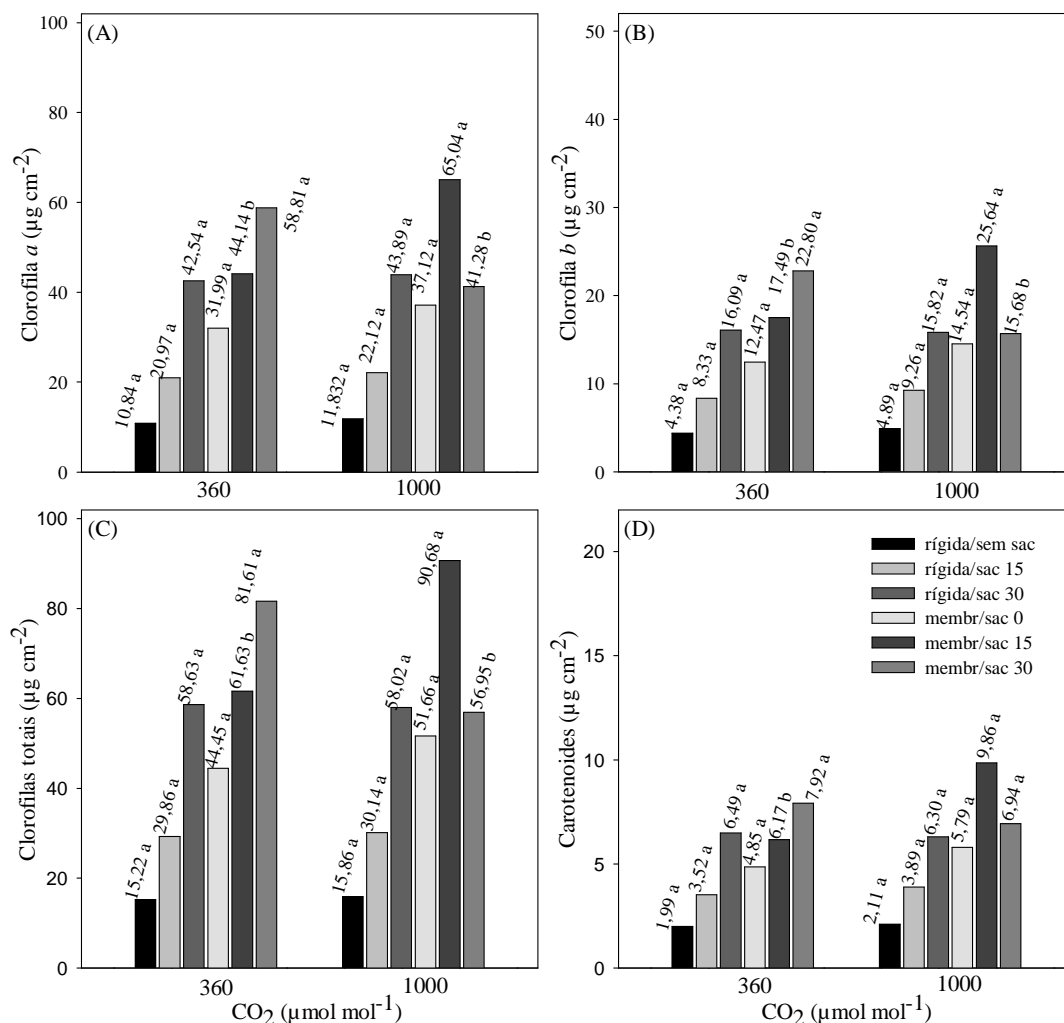 (A)
Clorofila a (µg cm-2)
100
80
60
40
20
0
10,84 a
20,97 a
42,54 a
31,99 a
44,14 b
58,81 a
11,832 a
22,12 a
43,89 a
37,12 a
65,04 a
41,28 b
360
1000
(B)
Clorofila b (µg cm-2)
50
40
30
20
10
0
4,38 a
8,33 a
16,09 a
12,47 a
17,49 b
22,80 a
4,89 a
9,26 a
15,82 a
14,54 a
25,64 a
15,68 b
360
1000
(C)
Clorofilas totais (µg cm-2)
100
80
60
40
20
0
15,22 a
29,86 a
58,63 a
44,45 a
61,63 b
81,61 a
15,86 a
30,14 a
58,02 a
51,66 a
90,68 a
56,95 b
360
1000
CO2 (µmol mol-1)
(D)
Carotenoides (µg cm-2)
20
15
10
5
0
rígida/sem sac
rígida/sac 15
rígida/sac 30
membr/sac 0
membr/sac 15
membr/sac 30
1,99 a
3,52 a
6,49 a
4,85 a
6,17 b
7,92 a
2,11 a
3,89 a
6,30 a
5,79 a
9,86 a
6,94 a
360
1000
CO2 (µmol mol-1)